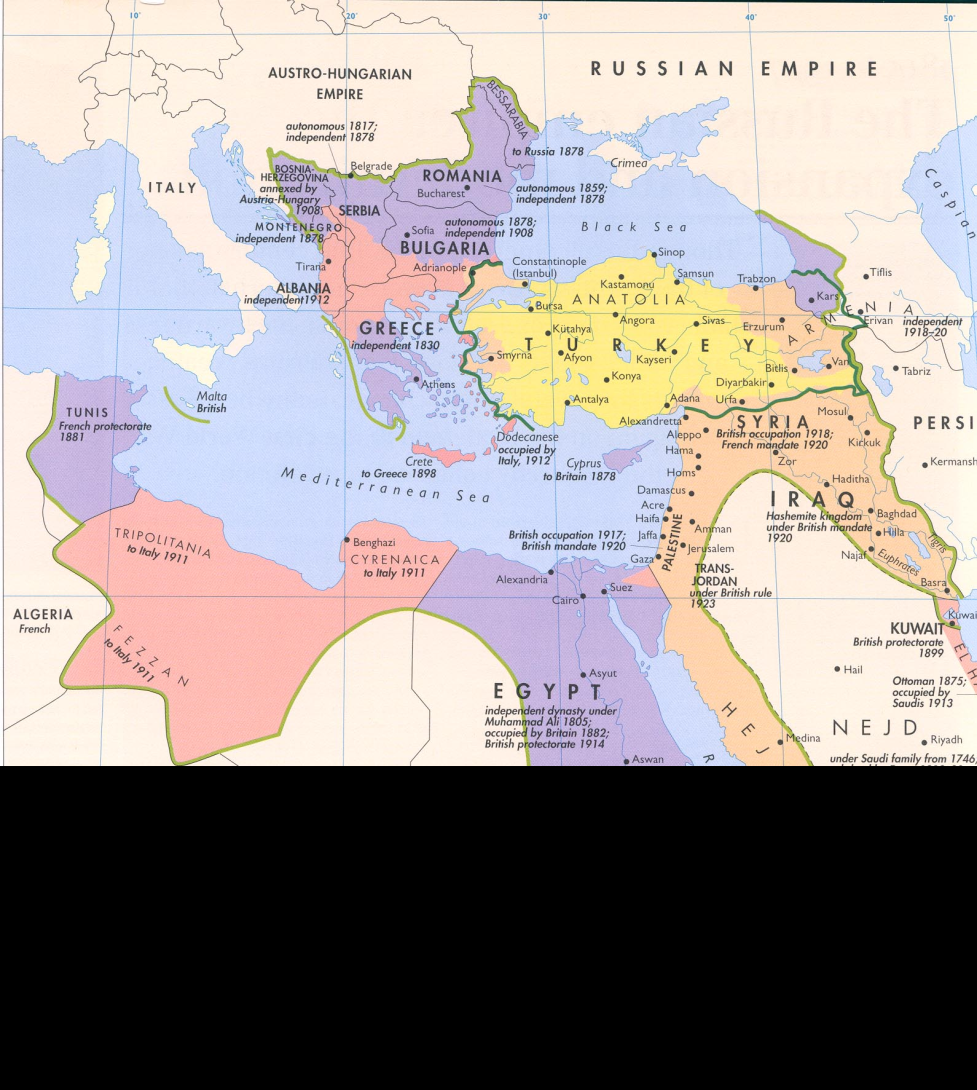 10°
20°
30°
40°
50°
AUSTRO-HUNGARIAN
EMPIRE
RUSSIAN EMPIRE
BESSARABIA
to Russia 1878
Crimea
Caspian
autonomous 1817;
independent 1878
Belgrade
ITALY
BOSNIA-
HERZEGOVINA
annexed by
Austria-Hungary
1908
ROMANIA
Bucharest
autonomous 1859;
independent 1878
SERBIA
MONTENEGRO
independent 1878
Sofia
autonomous 1878;
independent 1908
BULGARIA
Black Sea
Tirana
Adrianople
Constantinople
(Istanbul)
Sinop
Kastamonu
Samsun
Trabzon
Tiflis
Kars
ALBANIA
independent1912
Bursa
ANATOLIA
ARMENIA
independent
1918–20
Erivan
GREECE
independent 1830
Kütahya
Angora
Sivas
Erzurum
TURKEY
Smyrna
Afyon
Kayseri
Bitlis
Van
Tabriz
Athens
Konya
Diyarbakir
Malta
British
Antalya
Adana
Urfa
TUNIS
French protectorate
1881
Alexandretta
SYRIA
British occupation 1918;
French mandate 1920
Mosul
PERSI
Dodecanese
occupied by
Italy, 1912
Aleppo
Kirkuk
Crete
to Greece 1898
Cyprus
to Britain 1878
Hama
Homs
Zor
Kermansh
Mediterranean Sea
Damascus
Haditha
IRAQ
Hashemite kingdom
under British mandate
1920
Baghdad
Acre
Haifa
Jaffa
Gaza
PALESTINE
Amman
Jerusalem
Hilla
Tigris
Najaf
Euphrates
TRIPOLITANIA
to Italy 1911
Benghazi
CYRENAICA
to Italy 1911
British occupation 1917;
British mandate 1920
Alexandria
Cairo
Suez
TRANS-
JORDAN
under British rule
1923
Basra
ALGERIA
French
FEZZAN
to Italy 1911
KUWAIT
British protectorate
1899
Kuwai
EL H
Asyut
Hail
Ottoman 1875;
occupied by
Saudis 1913
EGYPT
independent dynasty under
Muhammad Ali 1805;
occupied by Britain 1882;
British protectorate 1914
HEJ
NEJD
Medina
Riyadh
Aswan
R
under Saudi family from 1746,